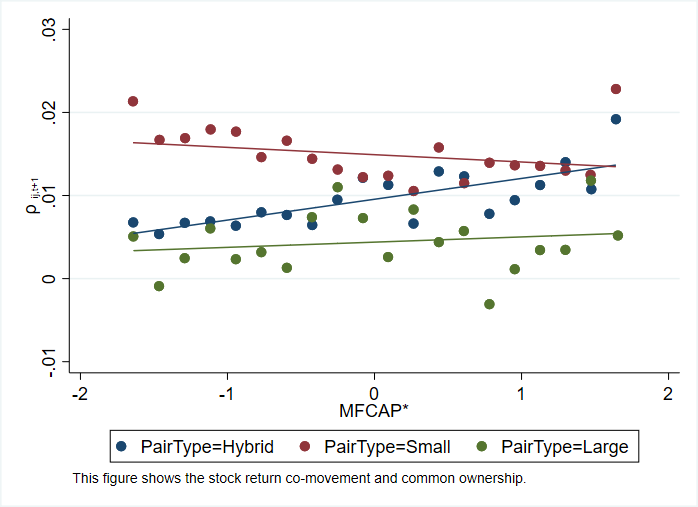 .03
.02
.01
0
-.01
ρ ij,t+1
-2 -1 0 1 2
MFCAP*
PairType=Hybrid PairType=Small PairType=Large
This figure shows the stock return co-movement and common ownership.